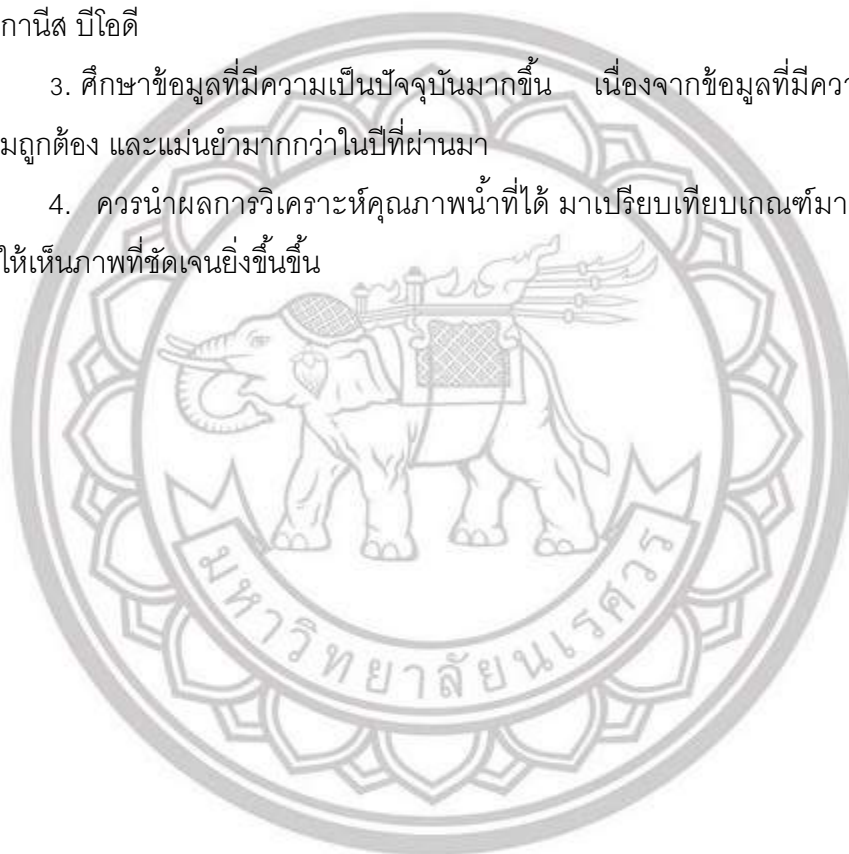 กานีส บีโอดี
3. ศึกษาข้อมูลที่มีความเป็นปัจจุบันมากขึ้น เนื่องจากข้อมูลที่มีควา
มถูกต้อง และแม่นยำมากกว่าในปีที่ผ่านมา
4. ควรนำผลการวิเคราะห์คุณภาพน้ำที่ได้ มาเปรียบเทียบเกณฑ์มา
ให้เห็นภาพที่ชัดเจนยิ่งขึ้นขึ้น
มหาวิทยาลัยนเรศวร